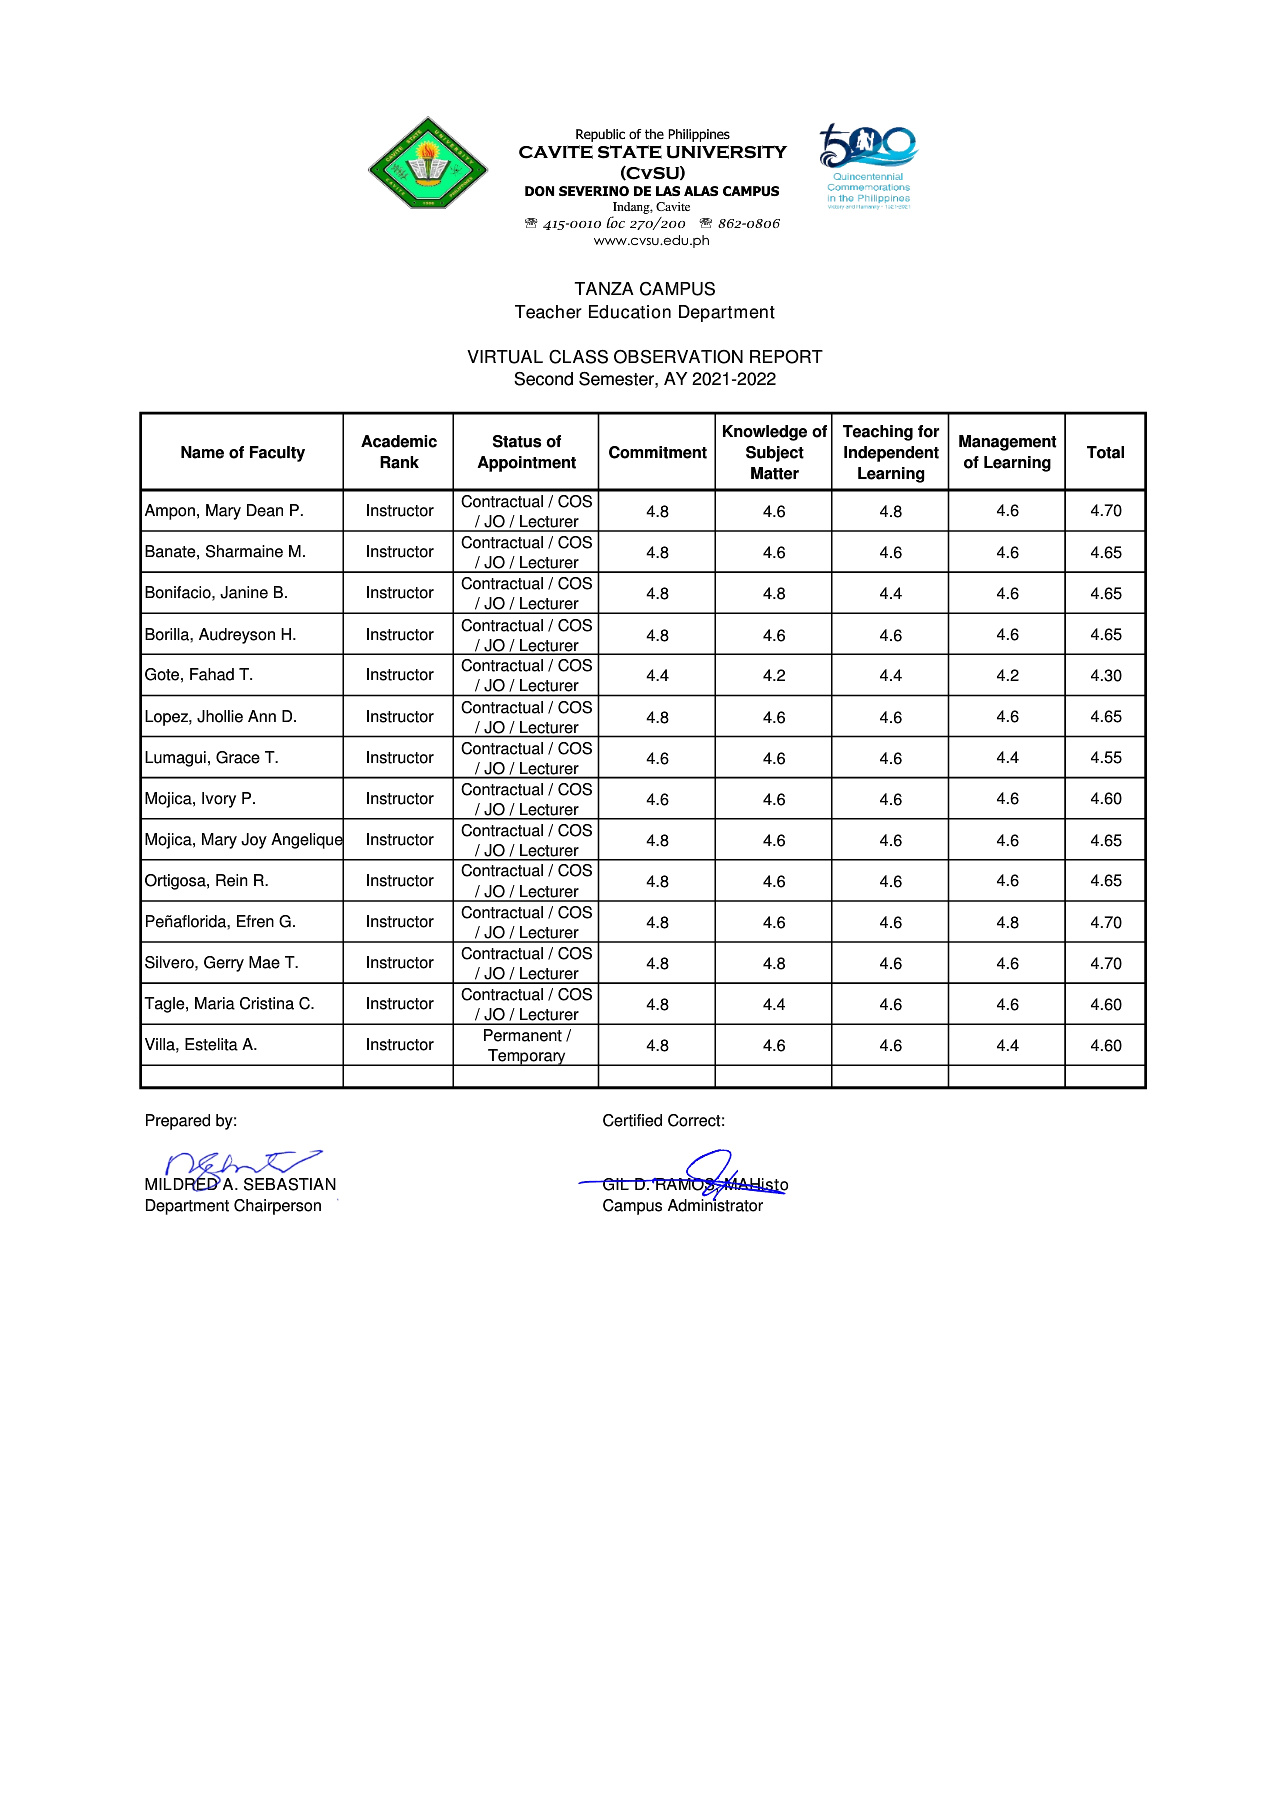 Republic of the Philippines
CAVITE STATE UNIVERSITY
(CvSU)
DON SEVERINO DE LAS ALAS CAMPUS
Indang, Cavite
☏ 415-0010 loc 270/200 ☏ 862-0806
www.cvsu.edu.ph
CAVITE STATE UNIVERSITY
CAVITE PHILIPPINES
1906
500
Quincentennial
Commemorations
in the Philippines
Victory and Humanity • 1521-2021
TANZA CAMPUS
Teacher Education Department
VIRTUAL CLASS OBSERVATION REPORT
Second Semester, AY 2021-2022
Name of Faculty Academic Rank Status of Appointment Commitment Knowledge of Subject Matter Teaching for Independent Learning Management of Learning Total
Ampon, Mary Dean P. Instructor Contractual / COS / JO / Lecturer 4.8 4.6 4.8 4.6 4.70
Banate, Sharmaine M. Instructor Contractual / COS / JO / Lecturer 4.8 4.6 4.6 4.6 4.65
Bonifacio, Janine B. Instructor Contractual / COS / JO / Lecturer 4.8 4.8 4.4 4.6 4.65
Borilla, Audreyson H. Instructor Contractual / COS / JO / Lecturer 4.8 4.6 4.6 4.6 4.65
Gote, Fahad T. Instructor Contractual / COS / JO / Lecturer 4.4 4.2 4.4 4.2 4.30
Lopez, Jhollie Ann D. Instructor Contractual / COS / JO / Lecturer 4.8 4.6 4.6 4.6 4.65
Lumagui, Grace T. Instructor Contractual / COS / JO / Lecturer 4.6 4.6 4.6 4.4 4.55
Mojica, Ivory P. Instructor Contractual / COS / JO / Lecturer 4.6 4.6 4.6 4.6 4.60
Mojica, Mary Joy Angelique Instructor Contractual / COS / JO / Lecturer 4.8 4.6 4.6 4.6 4.65
Ortigosa, Rein R. Instructor Contractual / COS / JO / Lecturer 4.8 4.6 4.6 4.6 4.65
Peñaflorida, Efren G. Instructor Contractual / COS / JO / Lecturer 4.8 4.6 4.6 4.8 4.70
Silvero, Gerry Mae T. Instructor Contractual / COS / JO / Lecturer 4.8 4.8 4.6 4.6 4.70
Tagle, Maria Cristina C. Instructor Contractual / COS / JO / Lecturer 4.8 4.4 4.6 4.6 4.60
Villa, Estelita A. Instructor Permanent / Temporary 4.8 4.6 4.6 4.4 4.60
Prepared by: Certified Correct:
MILDRED A. SEBASTIAN GIL D. RAMOS, MAHisto
Department Chairperson Campus Administrator